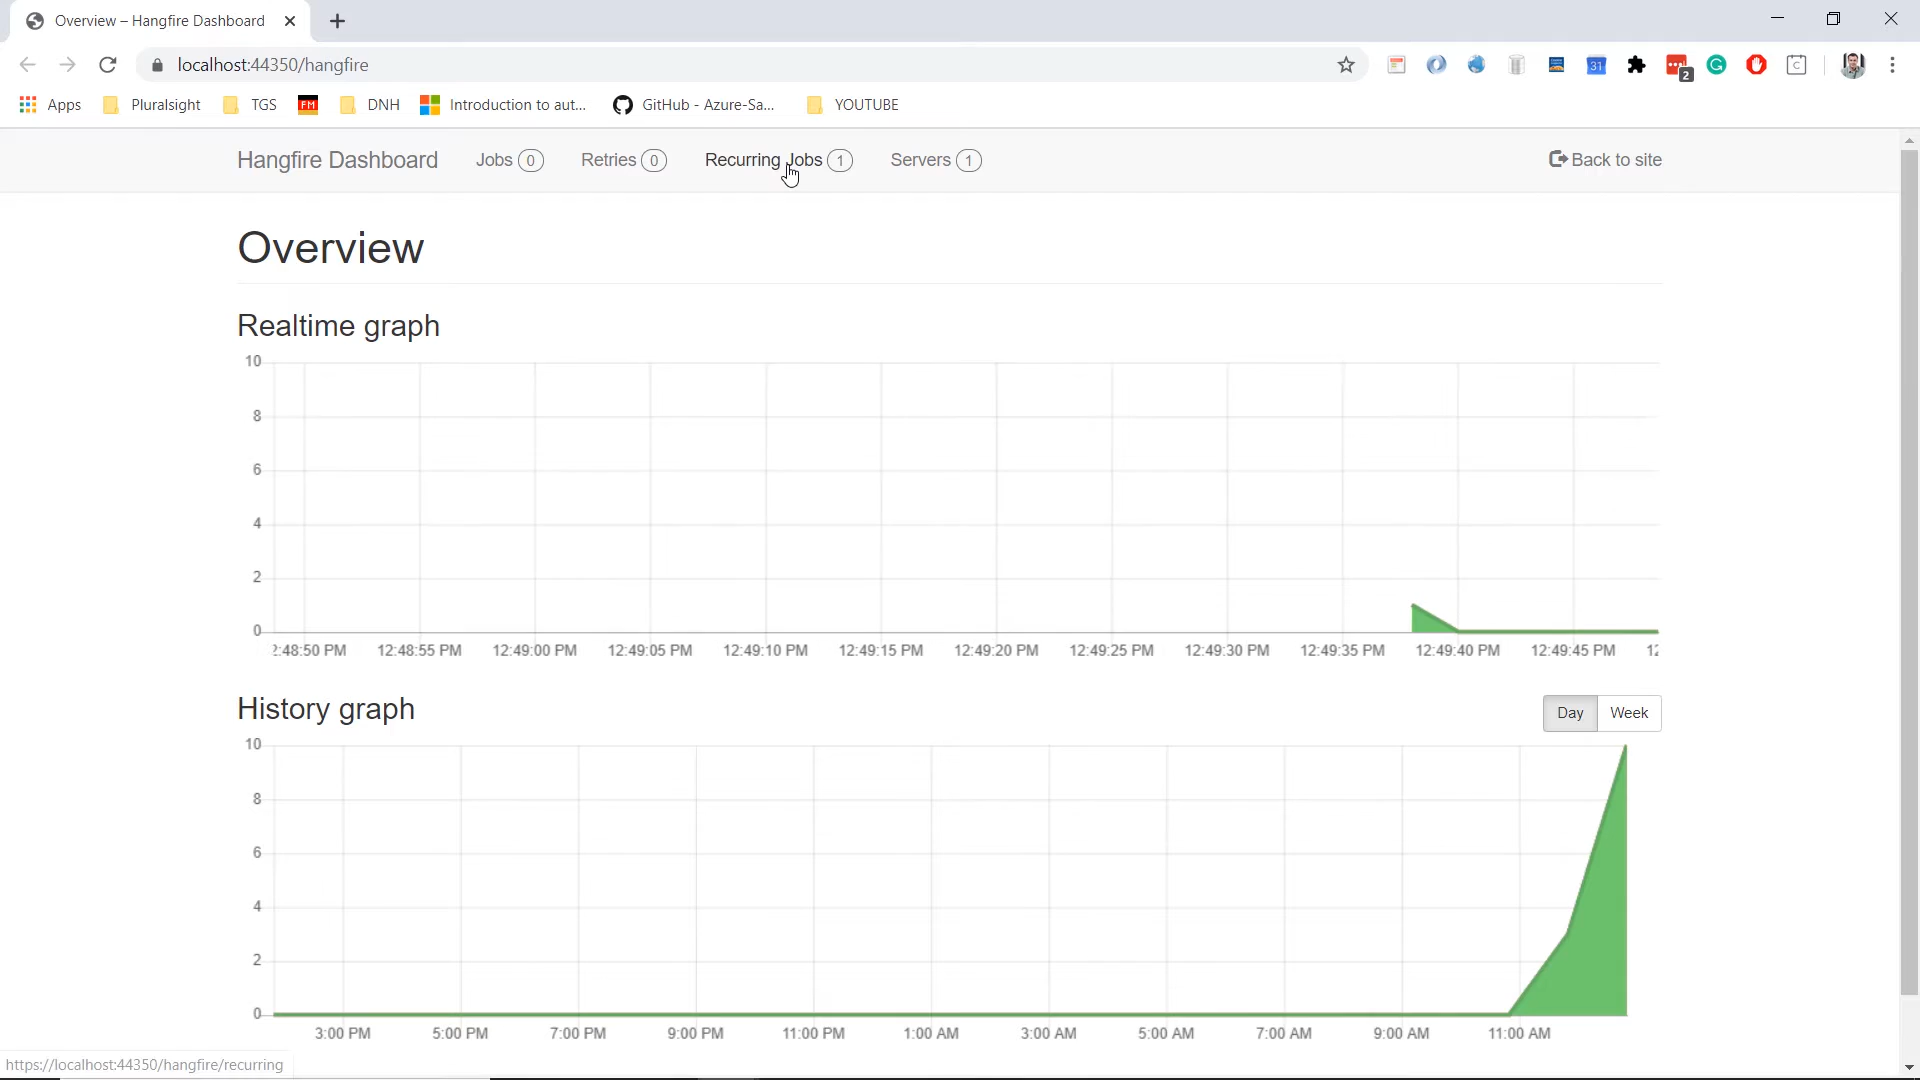 Overview – Hangfire Dashboard
localhost:44350/hangfire
31
2
G
C
Apps
Pluralsight
TGS
FM
DNH
Introduction to aut...
GitHub - Azure-Sa...
YOUTUBE
Hangfire Dashboard
Jobs 0
Retries 0
Recurring Jobs 1
Servers 1
Back to site
Overview
Realtime graph
10
8
6
4
2
0
2:48:50 PM 12:48:55 PM 12:49:00 PM 12:49:05 PM 12:49:10 PM 12:49:15 PM 12:49:20 PM 12:49:25 PM 12:49:30 PM 12:49:35 PM 12:49:40 PM 12:49:45 PM
History graph
Day Week
10
8
6
4
2
0
3:00 PM 5:00 PM 7:00 PM 9:00 PM 11:00 PM 1:00 AM 3:00 AM 5:00 AM 7:00 AM 9:00 AM 11:00 AM
https://localhost:44350/hangfire/recurring